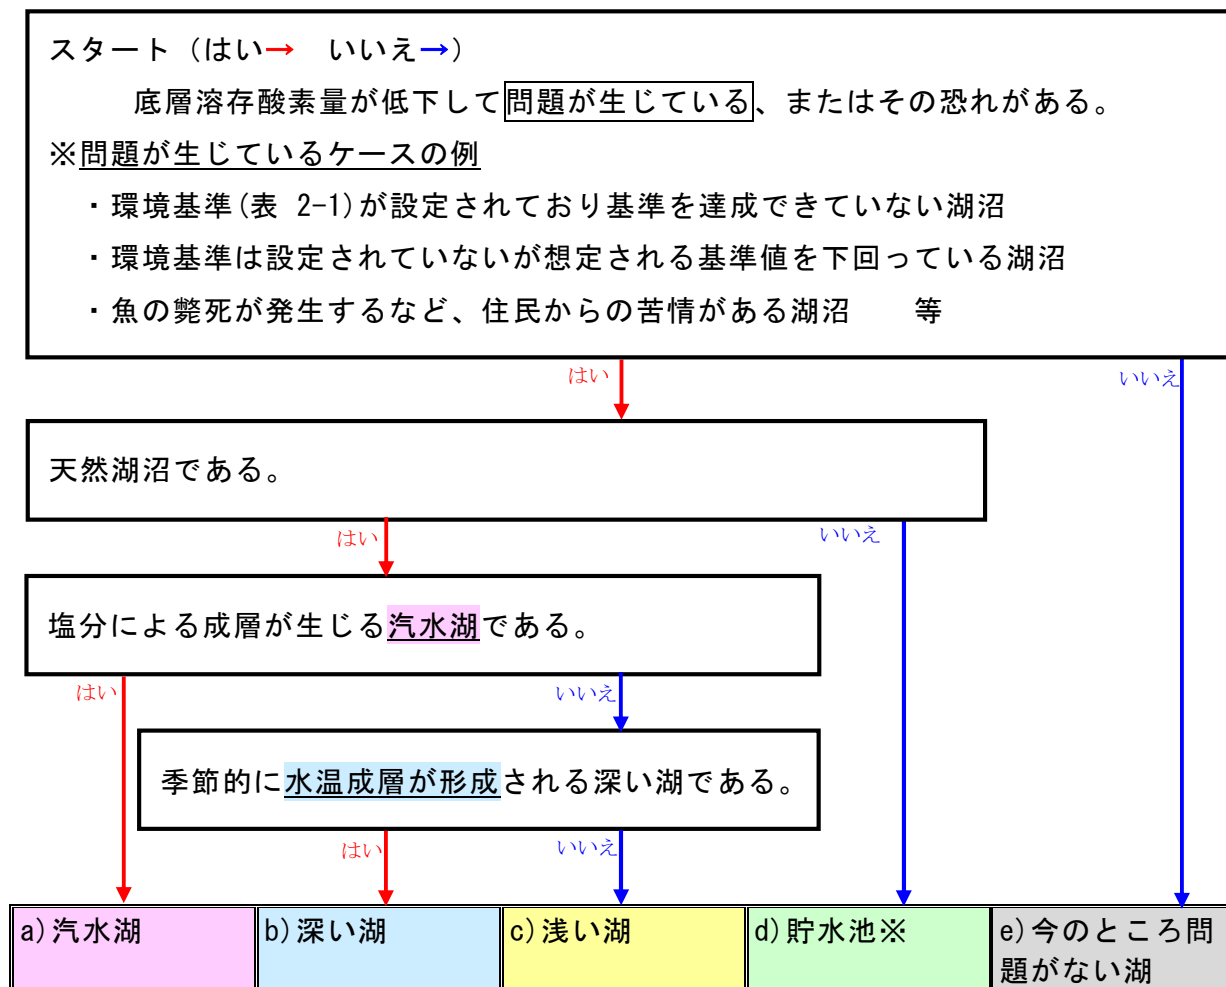 スタート（はい→　いいえ→）
底層溶存酸素量が低下して問題が生じている、またはその恐れがある。
※問題が生じているケースの例
・環境基準(表 2-1)が設定されており基準を達成できていない湖沼
・環境基準は設定されていないが想定される基準値を下回っている湖沼
・魚の斃死が発生するなど、住民からの苦情がある湖沼　　等
はい
いいえ
天然湖沼である。
はい
いいえ
塩分による成層が生じる汽水湖である。
はい
いいえ
季節的に水温成層が形成される深い湖である。
はい
いいえ
a)汽水湖
b)深い湖
c)浅い湖
d)貯水池※
e)今のところ問
題がない湖